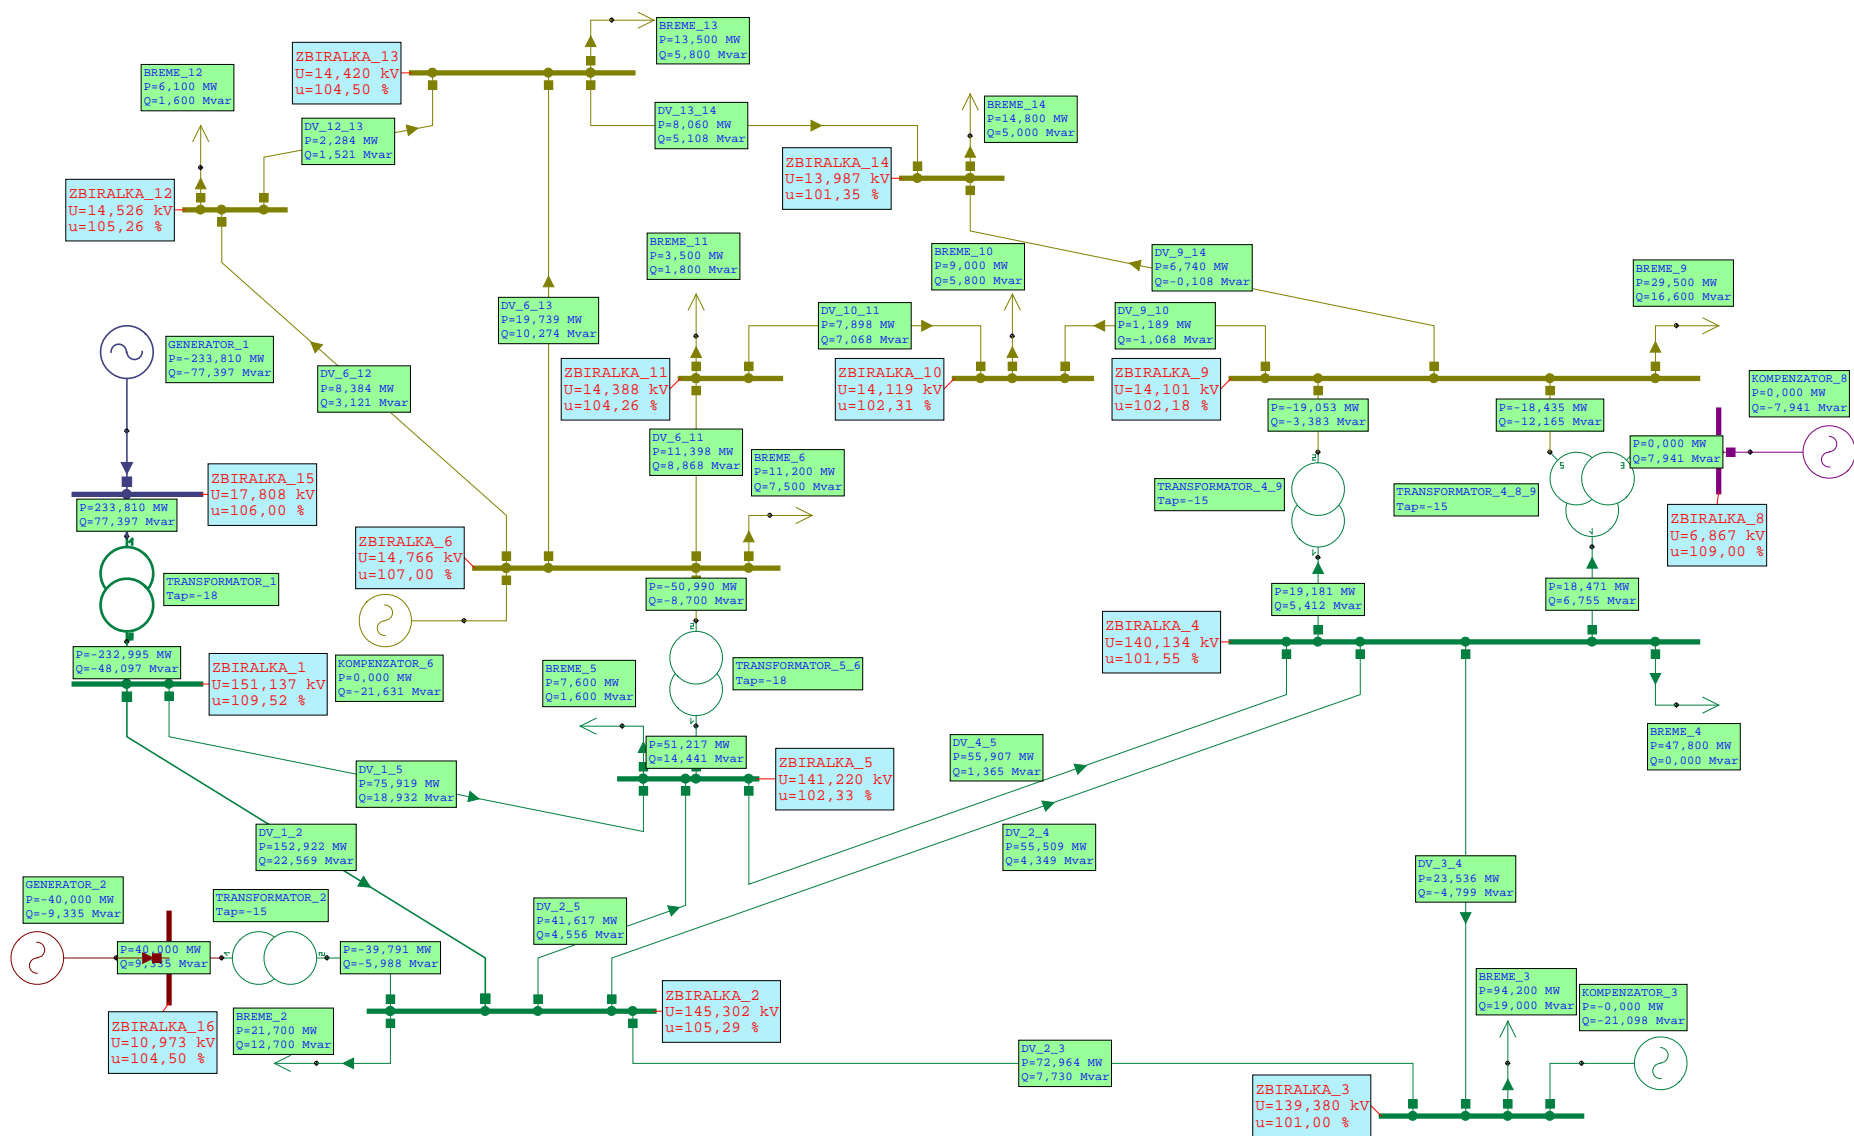 BREME_13
P=13,500 MW
Q=5,800 Mvar
ZBIRALKA_13
U=14,420 kV
u=104,50 %
BREME_12
P=6,100 MW
Q=1,600 Mvar
DV_12_13
P=2,284 MW
Q=1,521 Mvar
DV_13_14
P=8,060 MW
Q=5,108 Mvar
BREME_14
P=14,800 MW
Q=5,000 Mvar
ZBIRALKA_14
U=13,987 kV
u=101,35 %
ZBIRALKA_12
U=14,526 kV
u=105,26 %
BREME_11
P=3,500 MW
Q=1,800 Mvar
BREME_10
P=9,000 MW
Q=5,800 Mvar
DV_9_14
P=6,740 MW
Q=-0,108 Mvar
BREME_9
P=29,500 MW
Q=16,600 Mvar
DV_6_13
P=19,739 MW
Q=10,274 Mvar
DV_10_11
P=7,898 MW
Q=7,068 Mvar
DV_9_10
P=1,189 MW
Q=-1,068 Mvar
GENERATOR_1
P=-233,810 MW
Q=-77,397 Mvar
DV_6_12
P=8,384 MW
Q=3,121 Mvar
ZBIRALKA_11
U=14,388 kV
u=104,26 %
ZBIRALKA_10
U=14,119 kV
u=102,31 %
ZBIRALKA_9
U=14,101 kV
u=102,18 %
KOMPENZATOR_8
P=0,000 MW
Q=-7,941 Mvar
P=-19,053 MW
Q=-3,383 Mvar
P=-18,435 MW
Q=-12,165 Mvar
DV_6_11
P=11,398 MW
Q=8,868 Mvar
P=0,000 MW
Q=7,941 Mvar
BREME_6
P=11,200 MW
Q=7,500 Mvar
ZBIRALKA_15
U=17,808 kV
u=106,00 %
P=233,810 MW
Q=77,397 Mvar
TRANSFORMATOR_4_9
Tap=-15
TRANSFORMATOR_4_8_9
Tap=-15
ZBIRALKA_8
U=6,867 kV
u=109,00 %
ZBIRALKA_6
U=14,766 kV
u=107,00 %
TRANSFORMATOR_1
Tap=-18
P=-50,990 MW
Q=-8,700 Mvar
P=19,181 MW
Q=5,412 Mvar
P=18,471 MW
Q=6,755 Mvar
ZBIRALKA_4
U=140,134 kV
u=101,55 %
P=-232,995 MW
Q=-48,097 Mvar
ZBIRALKA_1
U=151,137 kV
u=109,52 %
KOMPENZATOR_6
P=0,000 MW
Q=-21,631 Mvar
BREME_5
P=7,600 MW
Q=1,600 Mvar
TRANSFORMATOR_5_6
Tap=-18
P=51,217 MW
Q=14,441 Mvar
ZBIRALKA_5
U=141,220 kV
u=102,33 %
DV_4_5
P=55,907 MW
Q=1,365 Mvar
BREME_4
P=47,800 MW
Q=0,000 Mvar
DV_1_5
P=75,919 MW
Q=18,932 Mvar
DV_1_2
P=152,922 MW
Q=22,569 Mvar
DV_2_4
P=55,509 MW
Q=4,349 Mvar
DV_3_4
P=23,536 MW
Q=-4,799 Mvar
GENERATOR_2
P=-40,000 MW
Q=-9,335 Mvar
TRANSFORMATOR_2
Tap=-15
DV_2_5
P=41,617 MW
Q=4,556 Mvar
P=40,000 MW
Q=9,335 Mvar
P=-39,791 MW
Q=-5,988 Mvar
BREME_3
P=94,200 MW
Q=19,000 Mvar
KOMPENZATOR_3
P=-0,000 MW
Q=-21,098 Mvar
ZBIRALKA_2
U=145,302 kV
u=105,29 %
ZBIRALKA_16
U=10,973 kV
u=104,50 %
BREME_2
P=21,700 MW
Q=12,700 Mvar
DV_2_3
P=72,964 MW
Q=7,730 Mvar
ZBIRALKA_3
U=139,380 kV
u=101,00 %